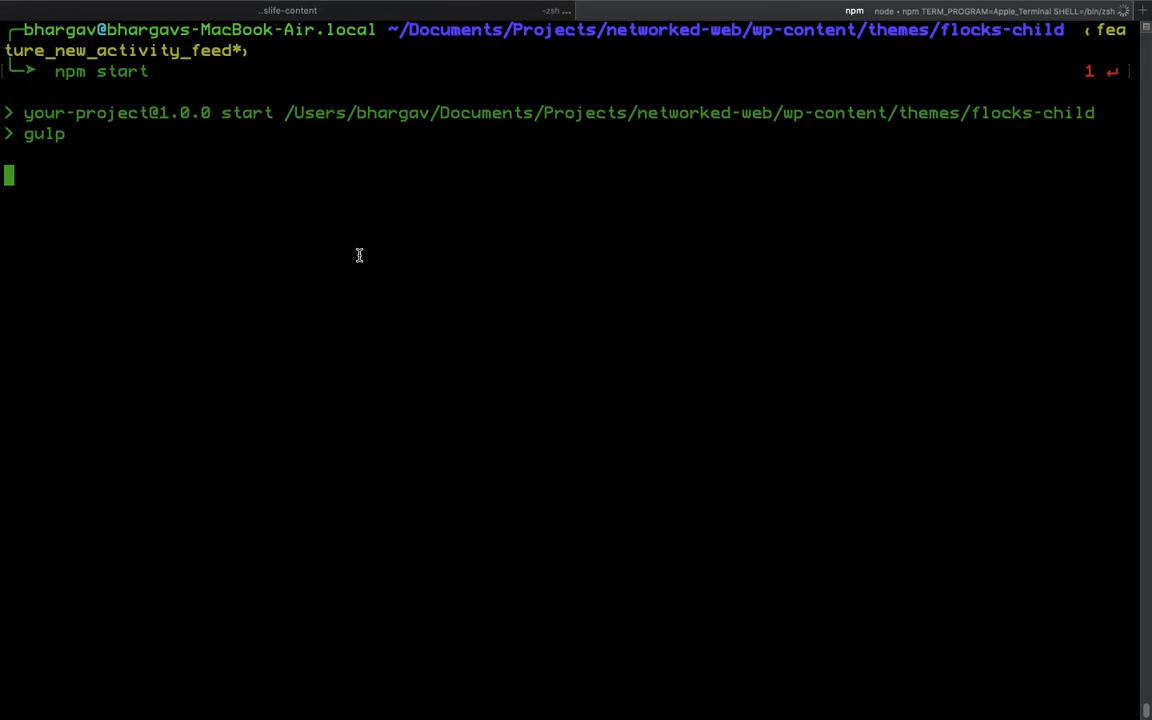 ..slife-content -zsh ... npm node • npm TERM_PROGRAM=Apple_Terminal SHELL=/bin/zsh
bhargav@bhargavs-MacBook-Air.local ~/Documents/Projects/networked-web/wp-content/themes/flocks-child ‹fea
ture_new_activity_feed*›
╰─➤ npm start 1 ↵
> your-project@1.0.0 start /Users/bhargav/Documents/Projects/networked-web/wp-content/themes/flocks-child
> gulp